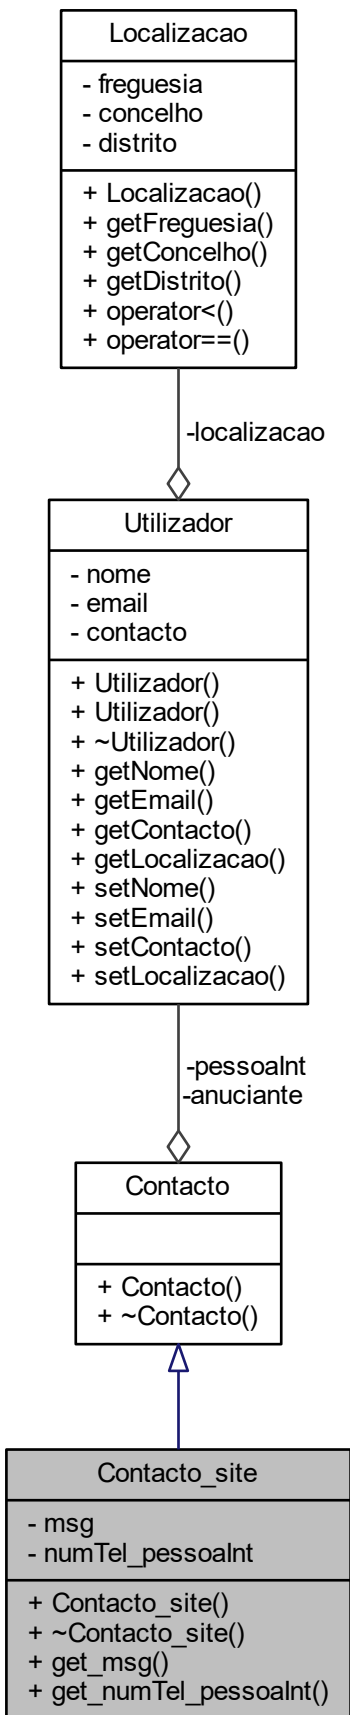 Localizacao
- freguesia
- concelho
- distrito
+ Localizacao()
+ getFreguesia()
+ getConcelho()
+ getDistrito()
+ operator<()
+ operator==()
-localizacao
Utilizador
- nome
- email
- contacto
+ Utilizador()
+ Utilizador()
+ ~Utilizador()
+ getNome()
+ getEmail()
+ getContacto()
+ getLocalizacao()
+ setNome()
+ setEmail()
+ setContacto()
+ setLocalizacao()
-pessoaInt
-anuciante
Contacto
+ Contacto()
+ ~Contacto()
Contacto_site
- msg
- numTel_pessoaInt
+ Contacto_site()
+ ~Contacto_site()
+ get_msg()
+ get_numTel_pessoaInt()